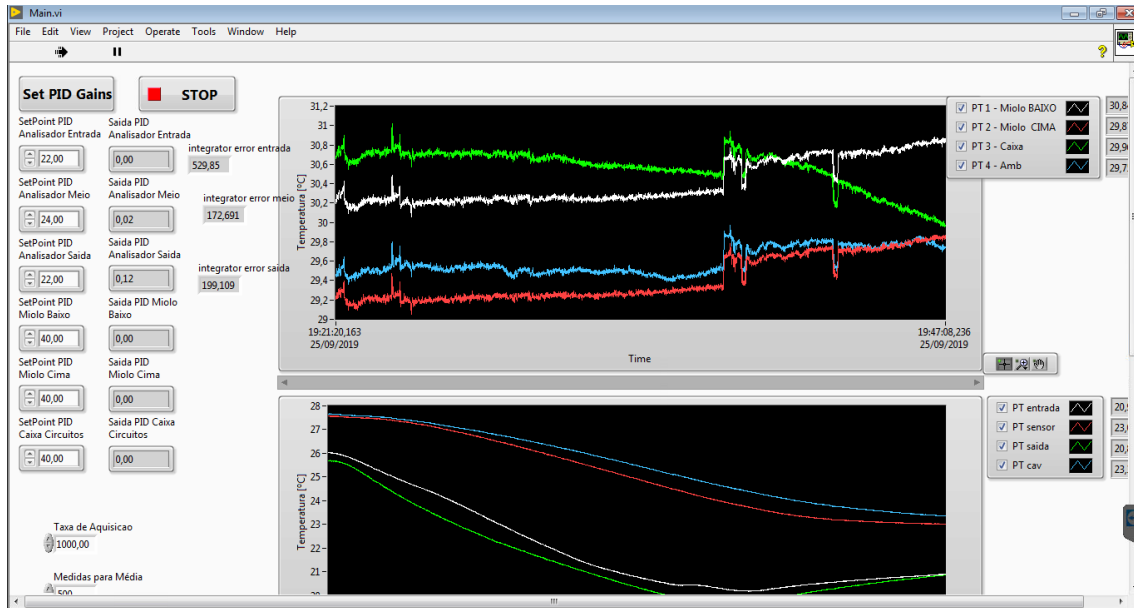 Main.vi
File Edit View Project Operate Tools Window Help
Set PID Gains
STOP
SetPoint PID
Analisador Entrada
22,00
Saida PID
Analisador Entrada
0,00
integrator error entrada
529,85
SetPoint PID
Analisador Meio
24,00
Saida PID
Analisador Meio
0,02
integrator error meio
172,691
SetPoint PID
Analisador Saida
22,00
Saida PID
Analisador Saida
0,12
integrator error saida
199,109
SetPoint PID
Miolo Baixo
40,00
Saida PID Miolo
Baixo
0,00
SetPoint PID
Miolo Cima
40,00
Saida PID
Miolo Cima
0,00
SetPoint PID
Caixa Circuitos
40,00
Saida PID Caixa
Circuitos
0,00
Taxa de Aquisicao
1000,00
Medidas para Média
500
Temperatura [ºC]
31,2
31
30,8
30,6
30,4
30,2
30
29,8
29,6
29,4
29,2
29
19:21:20,163
25/09/2019
19:47:08,236
25/09/2019
Time
PT 1 - Miolo BAIXO
PT 2 - Miolo CIMA
PT 3 - Caixa
PT 4 - Amb
30,8
29,8
29,9
29,7
Temperatura [ºC]
28
27
26
25
24
23
22
21
20
PT entrada
PT sensor
PT saida
PT cav
20,
23,
20,
23,